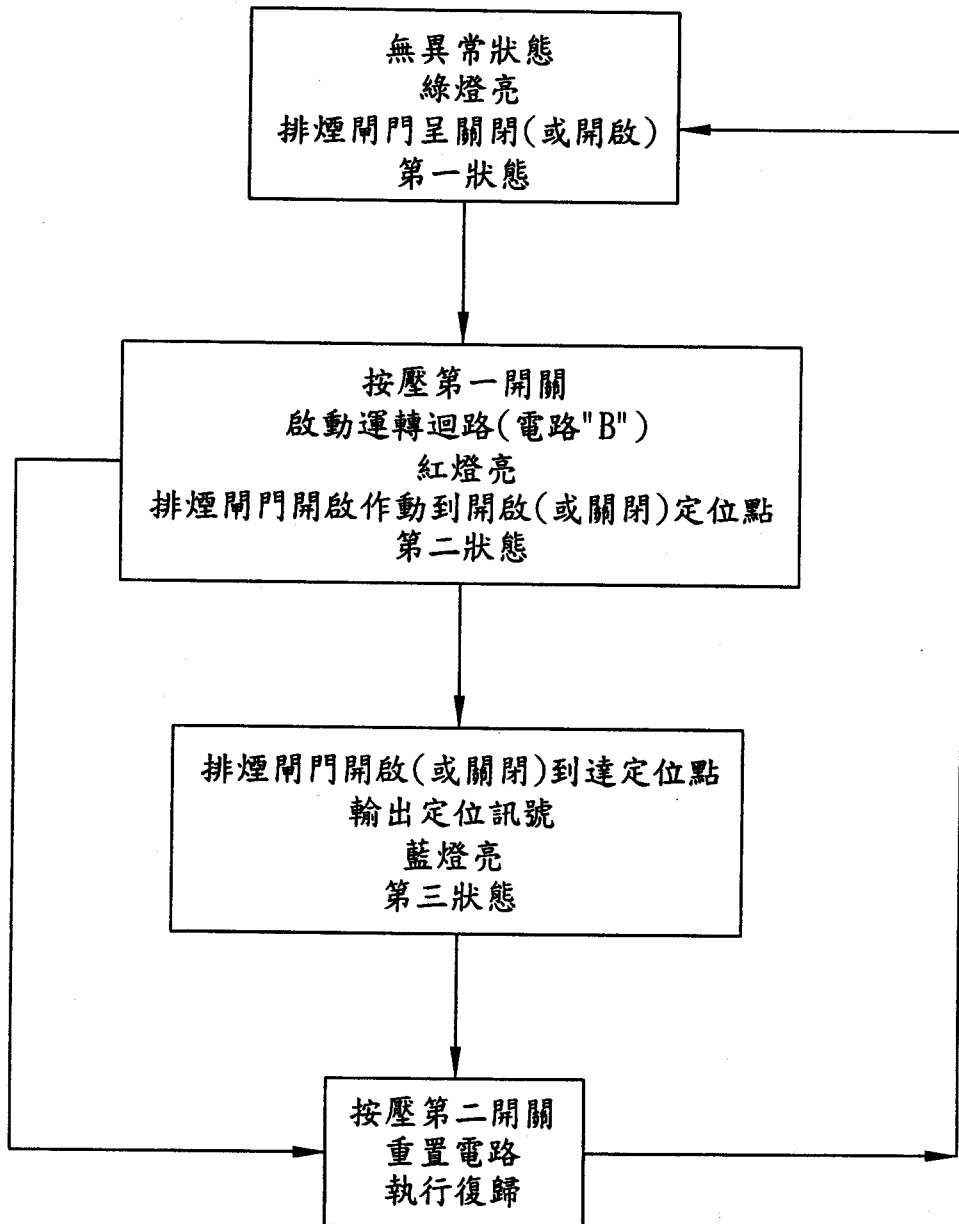 無異常狀態
綠燈亮
排煙閘門呈關閉(或開啟)
第一狀態
按壓第一開關
啟動運轉迴路(電路"B")
紅燈亮
排煙閘門開啟作動到開啟(或關閉)定位點
第二狀態
排煙閘門開啟(或關閉)到達定位點
輸出定位訊號
藍燈亮
第三狀態
按壓第二開關
重置電路
執行復歸